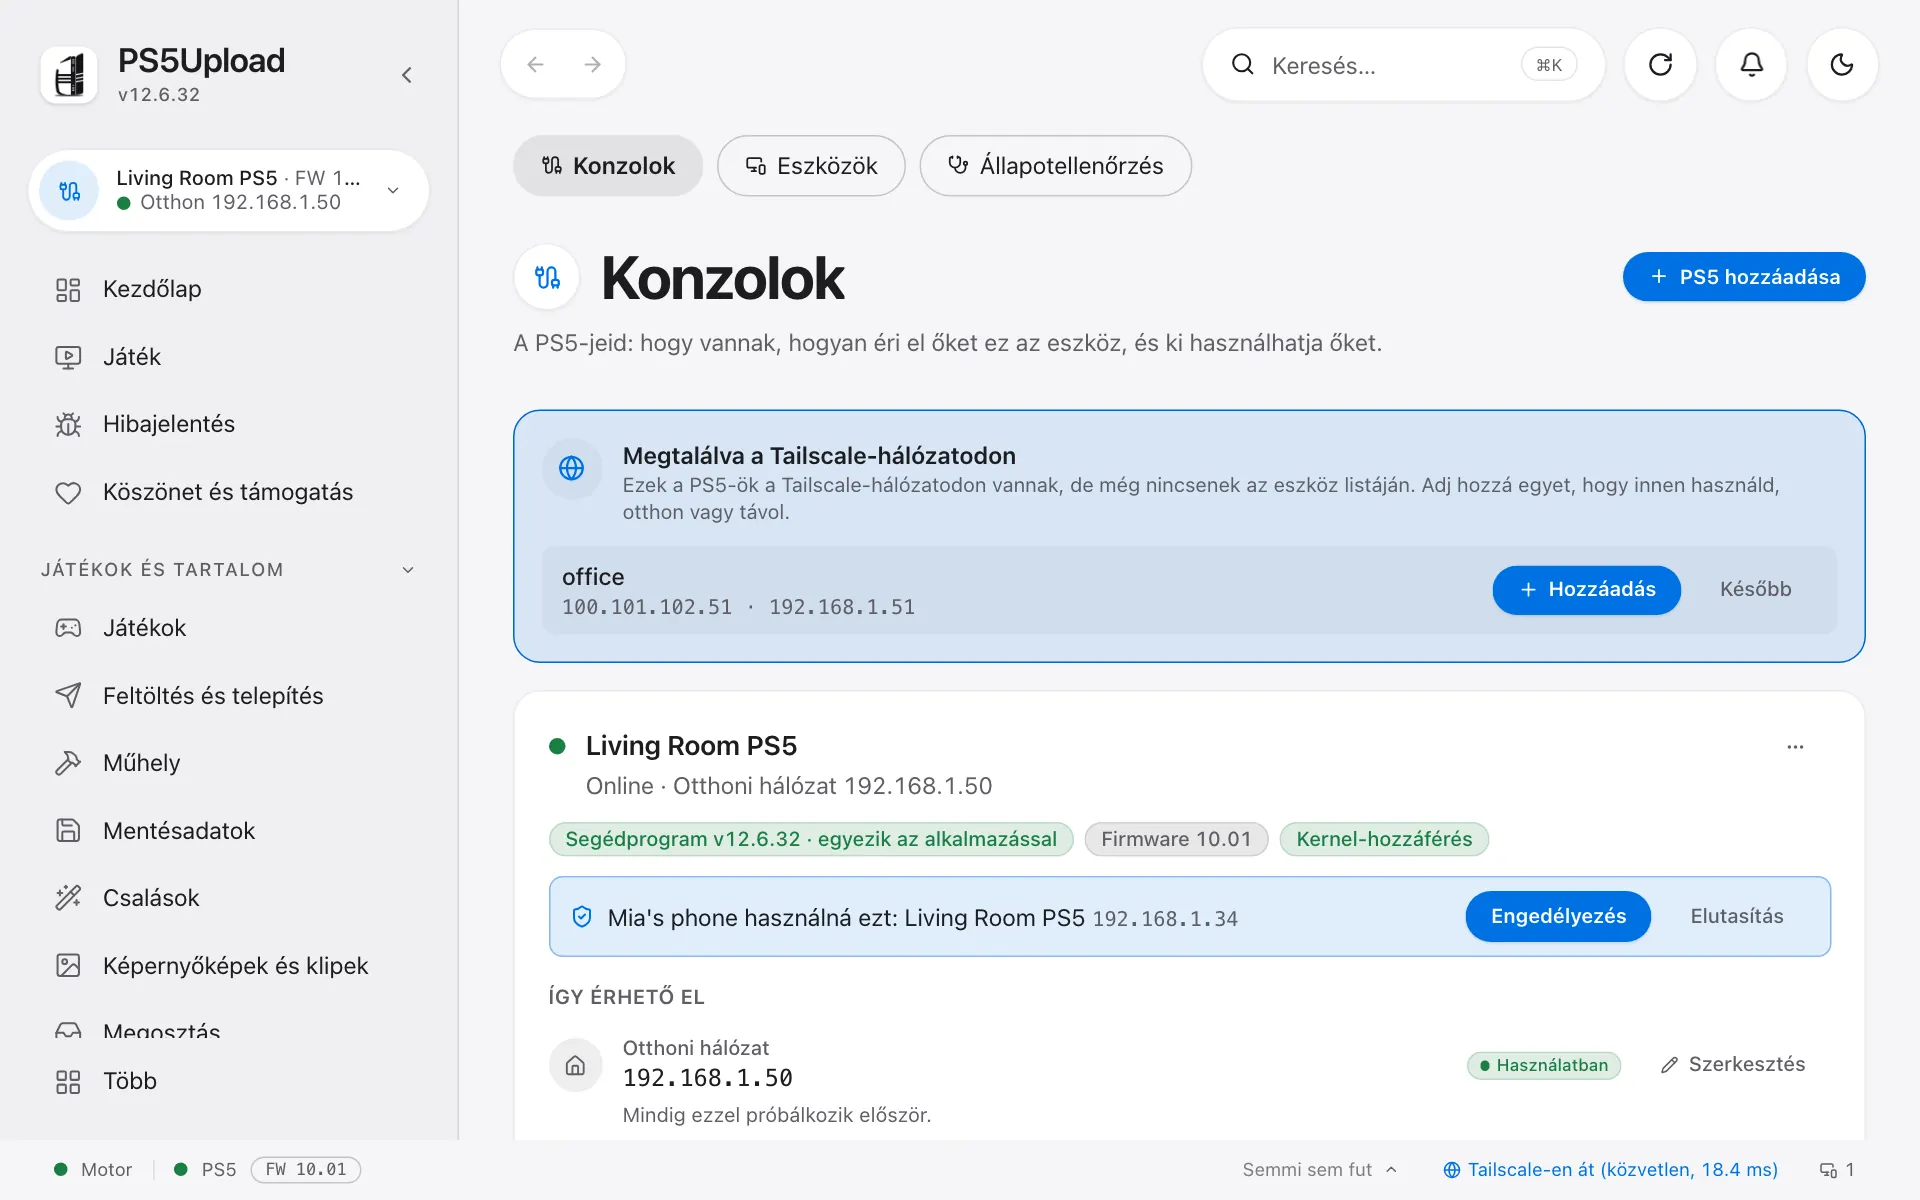 PS5Upload
v12.6.32
Living Room PS5 · FW 1...
Otthon 192.168.1.50
Kezdőlap
Játék
Hibajelentés
Köszönet és támogatás
JÁTÉKOK ÉS TARTALOM
Játékok
Feltöltés és telepítés
Műhely
Mentésadatok
Csalások
Képernyőképek és klipek
Megosztás
Több
Keresés...
⌘K
Konzolok
Eszközök
Állapotellenőrzés
Konzolok
+ PS5 hozzáadása
A PS5-jeid: hogy vannak, hogyan éri el őket ez az eszköz, és ki használhatja őket.
Megtalálva a Tailscale-hálózatodon
Ezek a PS5-ök a Tailscale-hálózatodon vannak, de még nincsenek az eszköz listáján. Adj hozzá egyet, hogy innen használd,
otthon vagy távol.
office
100.101.102.51 · 192.168.1.51
+ Hozzáadás
Később
Living Room PS5
Online · Otthoni hálózat 192.168.1.50
Segédprogram v12.6.32 · egyezik az alkalmazással
Firmware 10.01
Kernel-hozzáférés
Mia's phone használná ezt: Living Room PS5 192.168.1.34
Engedélyezés
Elutasítás
ÍGY ÉRHETŐ EL
Otthoni hálózat
192.168.1.50
Mindig ezzel próbálkozik először.
Használatban
Szerkesztés
Motor
PS5
FW 10.01
Semmi sem fut
Tailscale-en át (közvetlen, 18.4 ms)
1